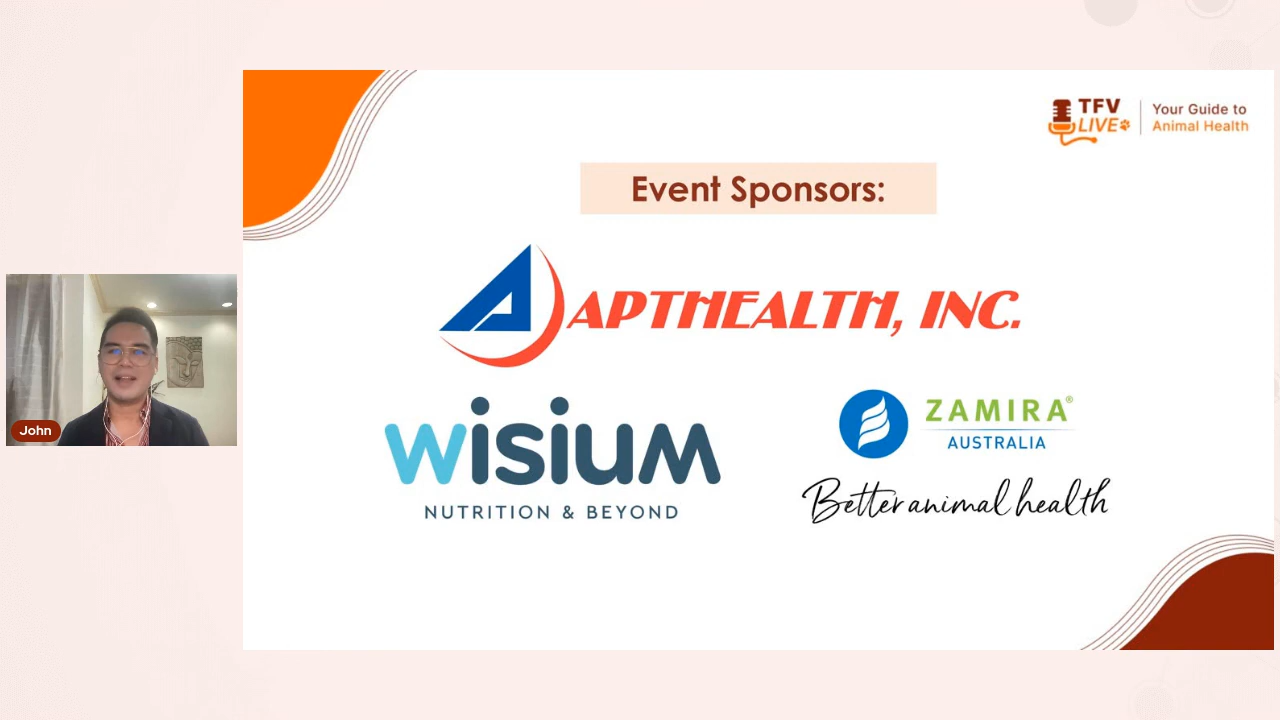 TFV
LIVE
Your Guide to
Animal Health
Event Sponsors:
APTHEALTH, INC.
wisium
NUTRITION & BEYOND
ZAMIRA®
AUSTRALIA
Better animal health
John